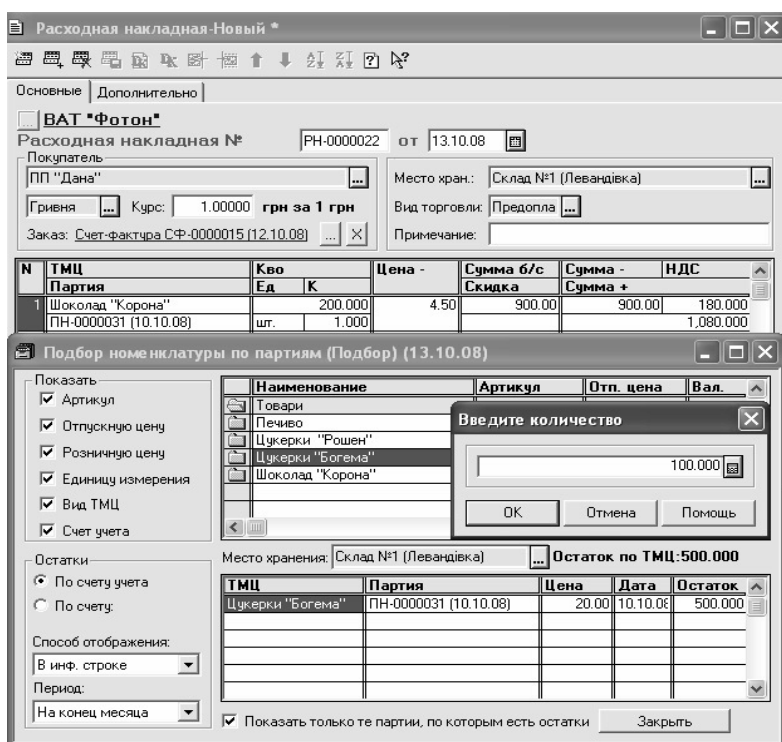 Расходная накладная-Новый *
Основные Дополнительно
... ВАТ "Фотон"
Расходная накладная № РН-0000022 от 13.10.08
Покупатель
ПП "Дана" ... Место хран.: Склад №1 (Левандівка) ...
Гривня ... Курс: 1.00000 грн за 1 грн Вид торговли: Предопла ...
Заказ: Счет-фактура СФ-0000015 (12.10.08) ... X Примечание:
N ТМЦ Кво Цена - Сумма б/с Сумма - НДС
Партия Ед К Скидка Сумма +
1 Шоколад "Корона" 200.000 4.50 900.00 900.00 180.000
ПН-0000031 (10.10.08) шт. 1.000 1,080.000
Подбор номенклатуры по партиям (Подбор) (13.10.08)
Показать
Артикул
Отпускную цену
Розничную цену
Единицу измерения
Вид ТМЦ
Счет учета
Наименование Артикул Отп. цена Вал.
Товари
Печиво
Цукерки "Рошен"
Цукерки "Богема"
Шоколад "Корона"
Введите количество
100.000
OK Отмена Помощь
Остатки
По счету учета
По счету:
Способ отображения:
В инф. строке
Период:
На конец месяца
Место хранения: Склад №1 (Левандівка) ... Остаток по ТМЦ:500.000
ТМЦ Партия Цена Дата Остаток
Цукерки "Богема" ПН-0000031 (10.10.08) 20.00 10.10.08 500.000
Показать только те партии, по которым есть остатки Закрыть